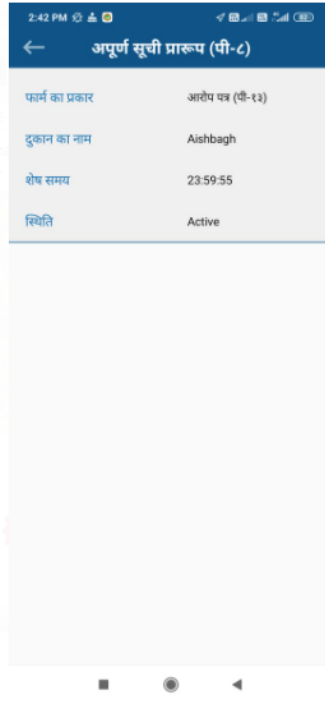 2:42 PM
अपूर्ण सूची प्रारूप (पी-८)
फार्म का प्रकार आरोप पत्र (पी-१३)
दुकान का नाम Aishbagh
शेष समय 23:59:55
स्थिति Active